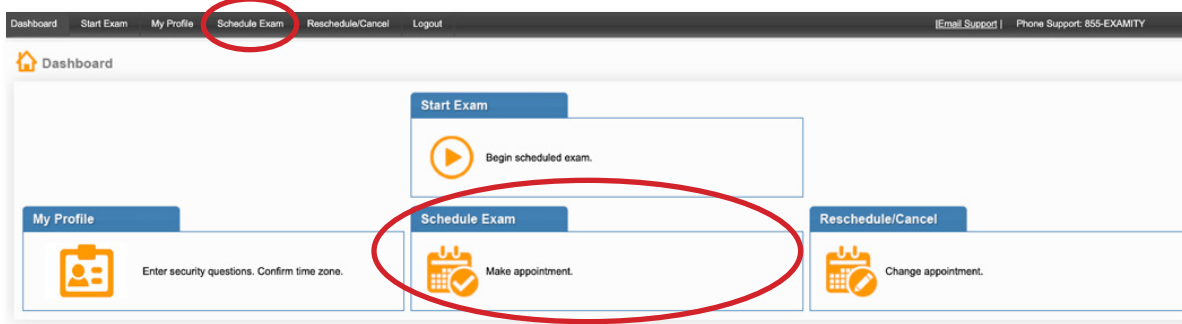 Dashboard Start Exam My Profile Schedule Exam Reschedule/Cancel Logout |Email Support| Phone Support: 855-EXAMITY
Dashboard
Start Exam
Begin scheduled exam.
My Profile
Enter security questions. Confirm time zone.
Schedule Exam
Make appointment.
Reschedule/Cancel
Change appointment.